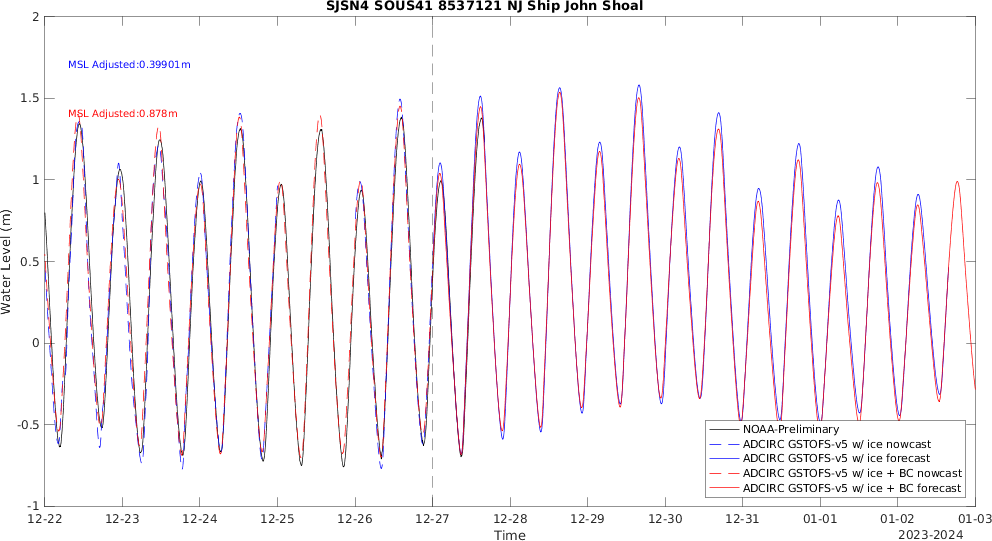 SJSN4 SOUS41 8537121 NJ Ship John Shoal
MSL Adjusted:0.39901m
MSL Adjusted:0.878m
Water Level (m)
2
1.5
1
0.5
0
-0.5
-1
NOAA-Preliminary
ADCIRC GSTOFS-v5 w/ ice nowcast
ADCIRC GSTOFS-v5 w/ ice forecast
ADCIRC GSTOFS-v5 w/ ice + BC nowcast
ADCIRC GSTOFS-v5 w/ ice + BC forecast
12-22 12-23 12-24 12-25 12-26 12-27 12-28 12-29 12-30 12-31 01-01 01-02 01-03
Time
2023-2024